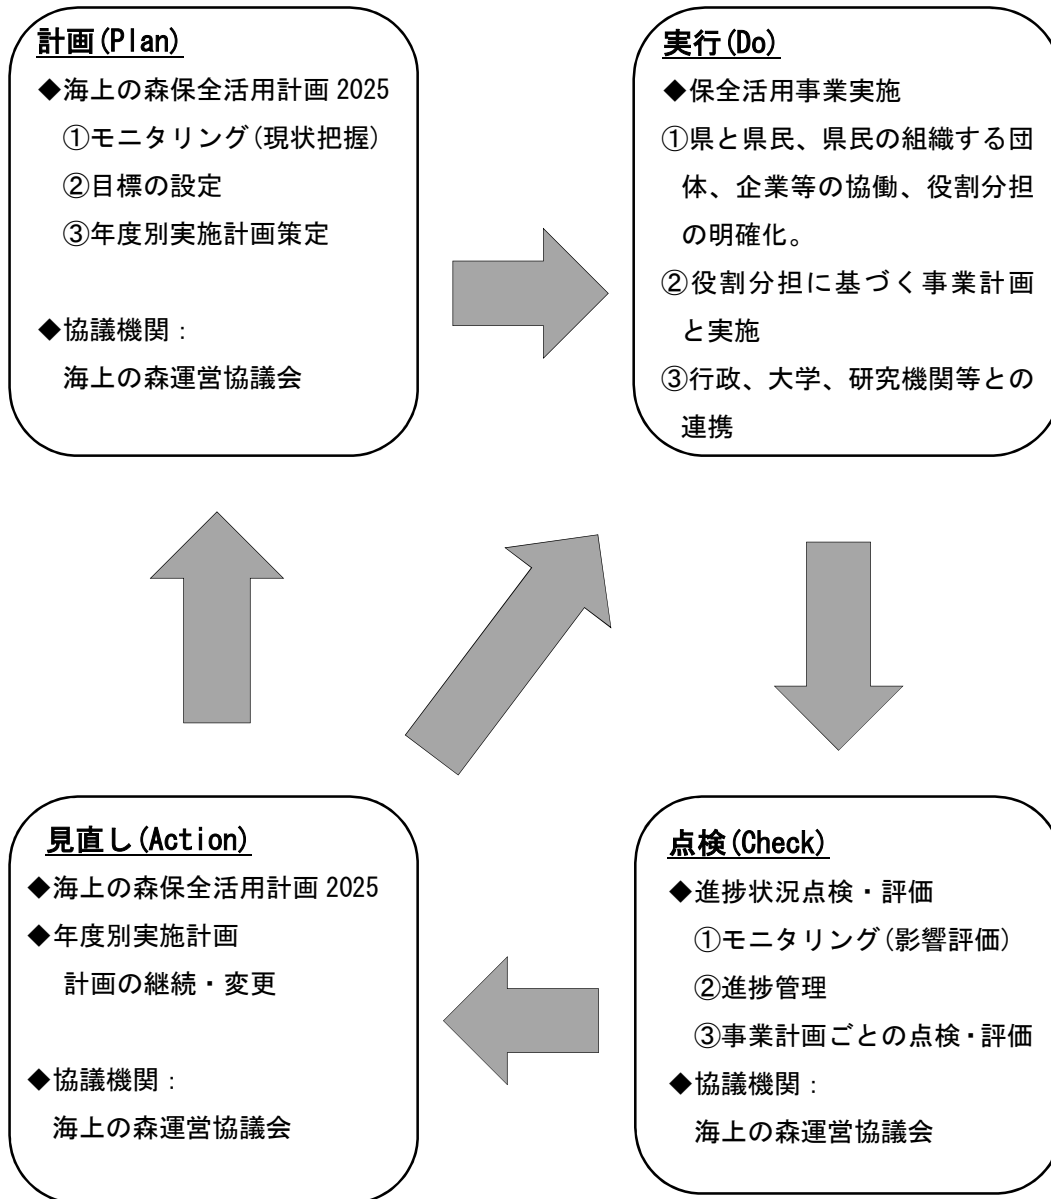 計画(Plan)
◆海上の森保全活用計画 2025
①モニタリング(現状把握)
②目標の設定
③年度別実施計画策定
◆協議機関：
海上の森運営協議会
実行(Do)
◆保全活用事業実施
①県と県民、県民の組織する団
体、企業等の協働、役割分担
の明確化。
②役割分担に基づく事業計画
と実施
③行政、大学、研究機関等との
連携
見直し(Action)
◆海上の森保全活用計画 2025
◆年度別実施計画
計画の継続・変更
◆協議機関：
海上の森運営協議会
点検(Check)
◆進捗状況点検・評価
①モニタリング(影響評価)
②進捗管理
③事業計画ごとの点検・評価
◆協議機関：
海上の森運営協議会